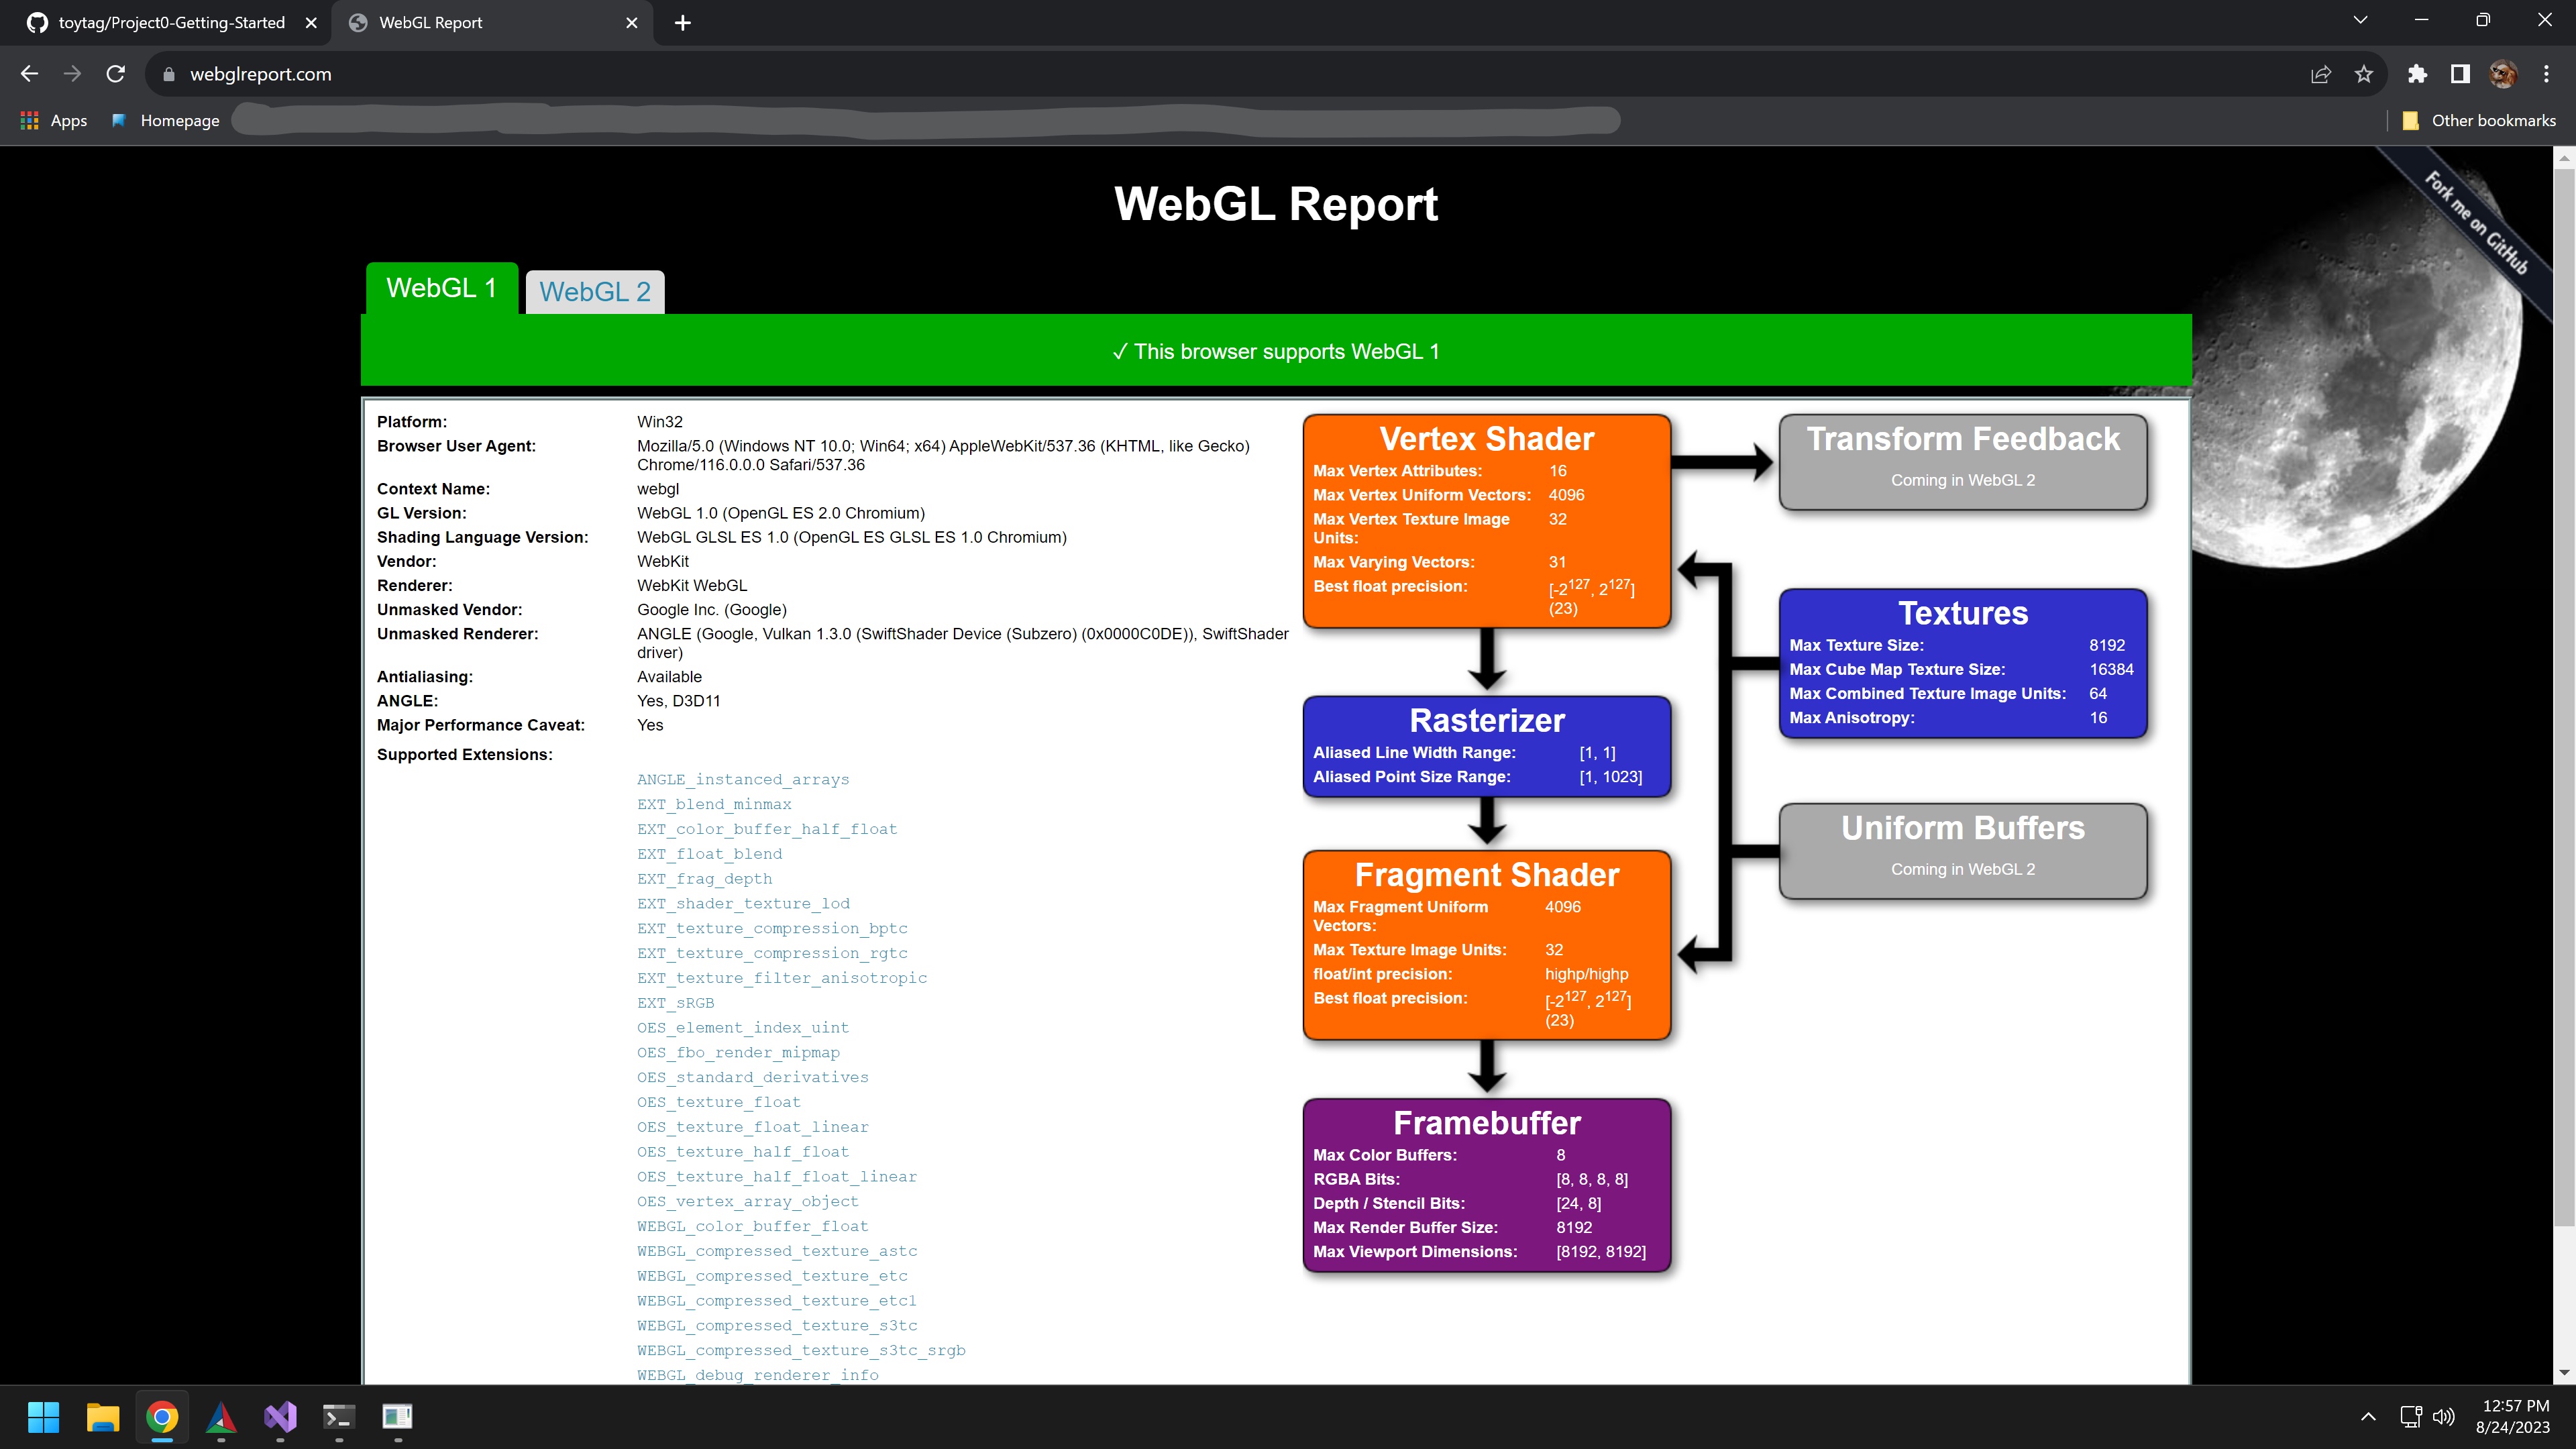 toytag/Project0-Getting-Started
WebGL Report
webglreport.com
Apps
Homepage
Other bookmarks
Fork me on GitHub
WebGL Report
WebGL 1
WebGL 2
✓ This browser supports WebGL 1
Platform: Win32
Browser User Agent: Mozilla/5.0 (Windows NT 10.0; Win64; x64) AppleWebKit/537.36 (KHTML, like Gecko)
Chrome/116.0.0.0 Safari/537.36
Context Name: webgl
GL Version: WebGL 1.0 (OpenGL ES 2.0 Chromium)
Shading Language Version: WebGL GLSL ES 1.0 (OpenGL ES GLSL ES 1.0 Chromium)
Vendor: WebKit
Renderer: WebKit WebGL
Unmasked Vendor: Google Inc. (Google)
Unmasked Renderer: ANGLE (Google, Vulkan 1.3.0 (SwiftShader Device (Subzero) (0x0000C0DE)), SwiftShader
driver)
Antialiasing: Available
ANGLE: Yes, D3D11
Major Performance Caveat: Yes
Supported Extensions:
ANGLE_instanced_arrays
EXT_blend_minmax
EXT_color_buffer_half_float
EXT_float_blend
EXT_frag_depth
EXT_shader_texture_lod
EXT_texture_compression_bptc
EXT_texture_compression_rgtc
EXT_texture_filter_anisotropic
EXT_sRGB
OES_element_index_uint
OES_fbo_render_mipmap
OES_standard_derivatives
OES_texture_float
OES_texture_float_linear
OES_texture_half_float
OES_texture_half_float_linear
OES_vertex_array_object
WEBGL_color_buffer_float
WEBGL_compressed_texture_astc
WEBGL_compressed_texture_etc
WEBGL_compressed_texture_etc1
WEBGL_compressed_texture_s3tc
WEBGL_compressed_texture_s3tc_srgb
WEBGL_debug_renderer_info
Vertex Shader
Max Vertex Attributes: 16
Max Vertex Uniform Vectors: 4096
Max Vertex Texture Image 32
Units:
Max Varying Vectors: 31
Best float precision: [-2^127, 2^127]
(23)
Rasterizer
Aliased Line Width Range: [1, 1]
Aliased Point Size Range: [1, 1023]
Fragment Shader
Max Fragment Uniform 4096
Vectors:
Max Texture Image Units: 32
float/int precision: highp/highp
Best float precision: [-2^127, 2^127]
(23)
Framebuffer
Max Color Buffers: 8
RGBA Bits: [8, 8, 8, 8]
Depth / Stencil Bits: [24, 8]
Max Render Buffer Size: 8192
Max Viewport Dimensions: [8192, 8192]
Transform Feedback
Coming in WebGL 2
Textures
Max Texture Size: 8192
Max Cube Map Texture Size: 16384
Max Combined Texture Image Units: 64
Max Anisotropy: 16
Uniform Buffers
Coming in WebGL 2
12:57 PM
8/24/2023